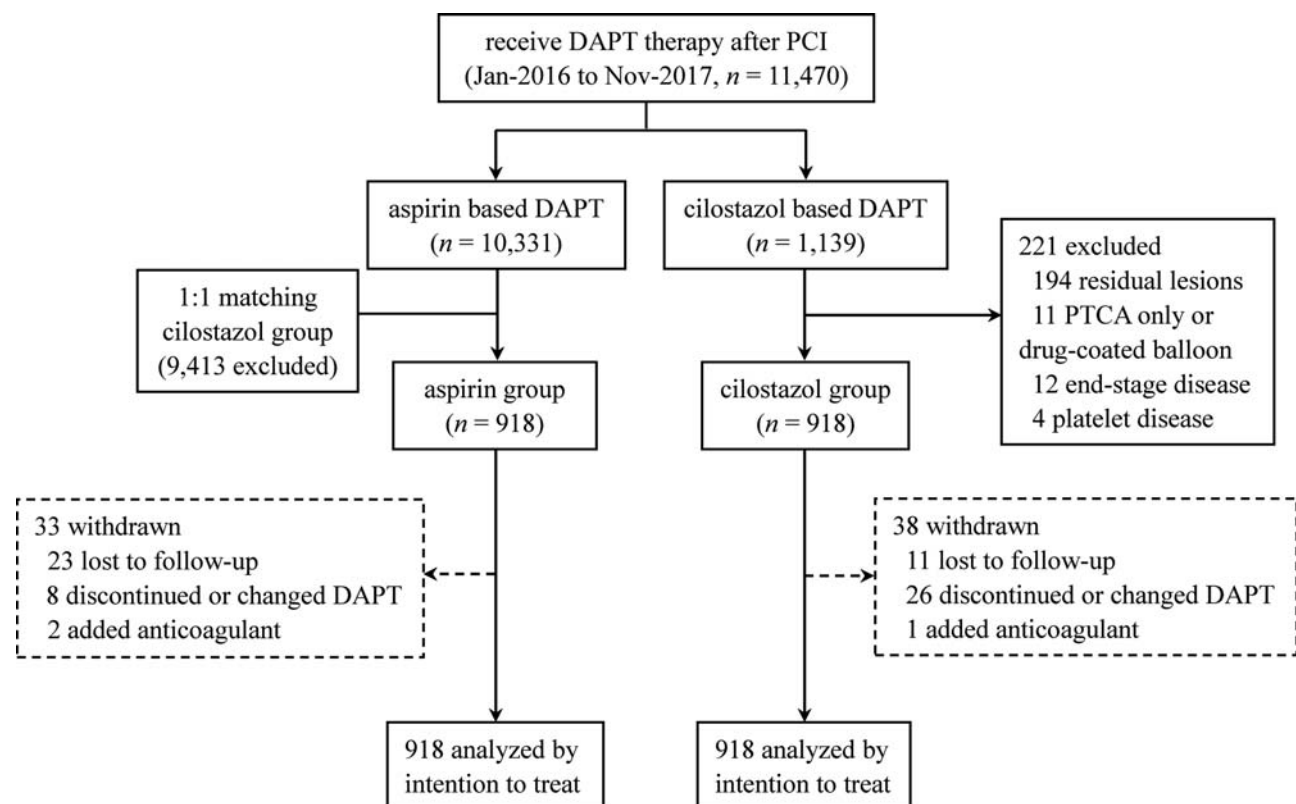 receive DAPT therapy after PCI
(Jan-2016 to Nov-2017, n = 11,470)
aspirin based DAPT
(n = 10,331)
cilostazol based DAPT
(n = 1,139)
1:1 matching
cilostazol group
(9,413 excluded)
221 excluded
194 residual lesions
11 PTCA only or
drug-coated balloon
12 end-stage disease
4 platelet disease
aspirin group
(n = 918)
cilostazol group
(n = 918)
33 withdrawn
23 lost to follow-up
8 discontinued or changed DAPT
2 added anticoagulant
38 withdrawn
11 lost to follow-up
26 discontinued or changed DAPT
1 added anticoagulant
918 analyzed by
intention to treat
918 analyzed by
intention to treat